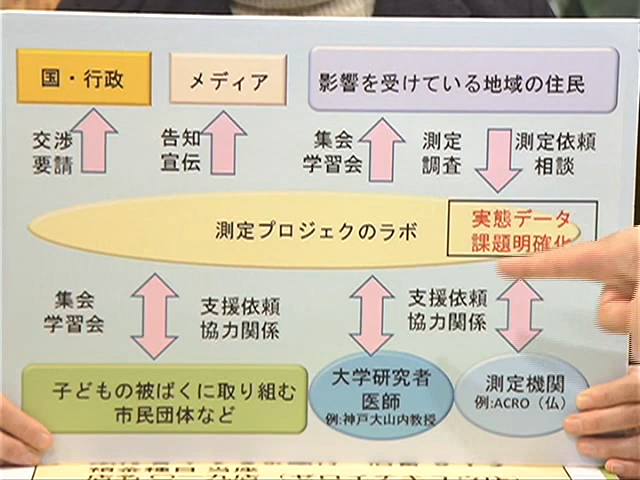 国・行政
メディア
影響を受けている地域の住民
交渉
要請
告知
宣伝
集会
学習会
測定
調査
測定依頼
相談
測定プロジェクのラボ
実態データ
課題明確化
集会
学習会
支援依頼
協力関係
支援依頼
協力関係
子どもの被ばくに取り組む
市民団体など
大学研究者
医師
例:神戸大山内教授
測定機関
例:ACRO（仏）